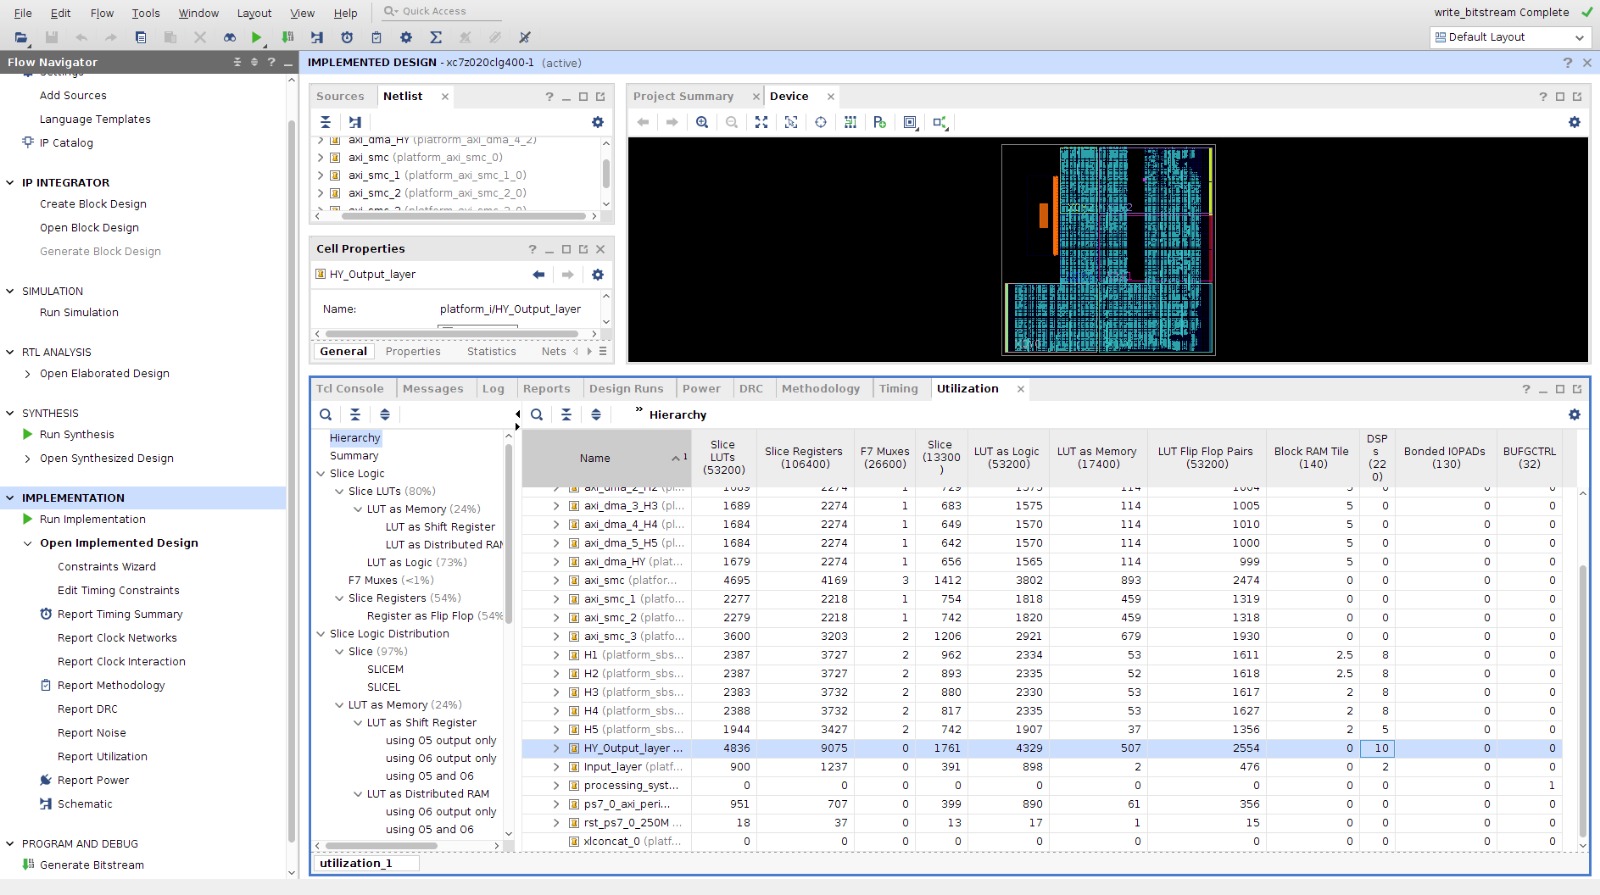 File Edit Flow Tools Window Layout View Help Quick Access write_bitstream Complete
Default Layout
Flow Navigator
IMPLEMENTED DESIGN - xc7z020clg400-1 (active)
Settings
Add Sources
Language Templates
IP Catalog
IP INTEGRATOR
Create Block Design
Open Block Design
Generate Block Design
SIMULATION
Run Simulation
RTL ANALYSIS
Open Elaborated Design
SYNTHESIS
Run Synthesis
Open Synthesized Design
IMPLEMENTATION
Run Implementation
Open Implemented Design
Constraints Wizard
Edit Timing Constraints
Report Timing Summary
Report Clock Networks
Report Clock Interaction
Report Methodology
Report DRC
Report Noise
Report Utilization
Report Power
Schematic
PROGRAM AND DEBUG
Generate Bitstream
Sources Netlist
axi_dma_HY (platform_axi_dma_4_2)
axi_smc (platform_axi_smc_0)
axi_smc_1 (platform_axi_smc_1_0)
axi_smc_2 (platform_axi_smc_2_0)
Cell Properties
HY_Output_layer
Name: platform_i/HY_Output_layer
General Properties Statistics Nets
Project Summary Device
Tcl Console Messages Log Reports Design Runs Power DRC Methodology Timing Utilization
Hierarchy
Hierarchy
Summary
Slice Logic
Slice LUTs (80%)
LUT as Memory (24%)
LUT as Shift Register
LUT as Distributed RAM
LUT as Logic (73%)
F7 Muxes (<1%)
Slice Registers (54%)
Register as Flip Flop (54%
Slice Logic Distribution
Slice (97%)
SLICEM
SLICEL
LUT as Memory (24%)
LUT as Shift Register
using O5 output only
using O6 output only
using O5 and O6
LUT as Distributed RAM
using O6 output only
using O5 and O6
utilization_1
Name 1 Slice LUTs (53200) Slice Registers (106400) F7 Muxes (26600) Slice (13300) LUT as Logic (53200) LUT as Memory (17400) LUT Flip Flop Pairs (53200) Block RAM Tile (140) DSPs (220) Bonded IOPADs (130) BUFGCTRL (32)
axi_dma_2_H2 (pl... 1689 2274 1 729 1575 114 1004 5 0 0 0
axi_dma_3_H3 (pl... 1689 2274 1 683 1575 114 1005 5 0 0 0
axi_dma_4_H4 (pl... 1684 2274 1 649 1570 114 1010 5 0 0 0
axi_dma_5_H5 (pl... 1684 2274 1 642 1570 114 1000 5 0 0 0
axi_dma_HY (plat... 1679 2274 1 656 1565 114 999 5 0 0 0
axi_smc (platfor... 4695 4169 3 1412 3802 893 2474 0 0 0 0
axi_smc_1 (platfo... 2277 2218 1 754 1818 459 1319 0 0 0 0
axi_smc_2 (platfo... 2279 2218 1 742 1820 459 1318 0 0 0 0
axi_smc_3 (platfo... 3600 3203 2 1206 2921 679 1930 0 0 0 0
H1 (platform_sbs... 2387 3727 2 962 2334 53 1611 2.5 8 0 0
H2 (platform_sbs... 2387 3727 2 893 2335 52 1618 2.5 8 0 0
H3 (platform_sbs... 2383 3732 2 880 2330 53 1617 2 8 0 0
H4 (platform_sbs... 2388 3732 2 817 2335 53 1627 2 8 0 0
H5 (platform_sbs... 1944 3427 2 742 1907 37 1356 2 5 0 0
HY_Output_layer ... 4836 9075 0 1761 4329 507 2554 0 10 0 0
Input_layer (platf... 900 1237 0 391 898 2 476 0 2 0 0
processing_syst... 0 0 0 0 0 0 0 0 0 0 1
ps7_0_axi_peri... 951 707 0 399 890 61 356 0 0 0 0
rst_ps7_0_250M ... 18 37 0 13 17 1 15 0 0 0 0
xlconcat_0 (platf... 0 0 0 0 0 0 0 0 0 0 0